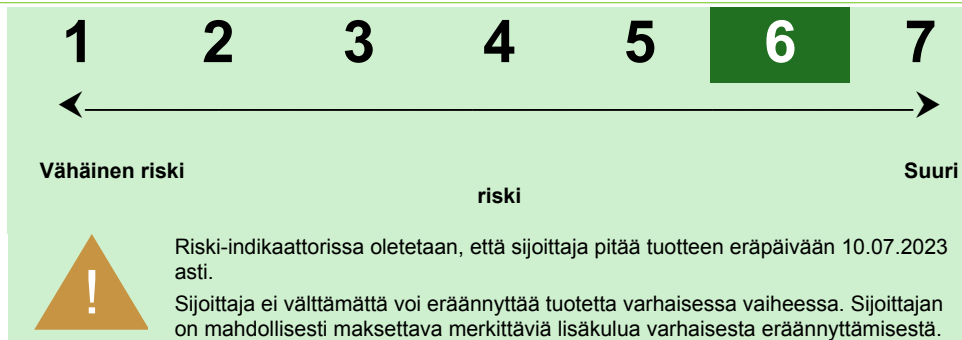 1 2 3 4 5 6 7
Vähäinen riski Suuri
riski
! Riski-indikaattorissa oletetaan, että sijoittaja pitää tuotteen eräpäivään 10.07.2023
asti.
Sijoittaja ei välttämättä voi eräännyttää tuotetta varhaisessa vaiheessa. Sijoittajan
on mahdollisesti maksettava merkittäviä lisäkulua varhaisesta eräännyttämisestä.